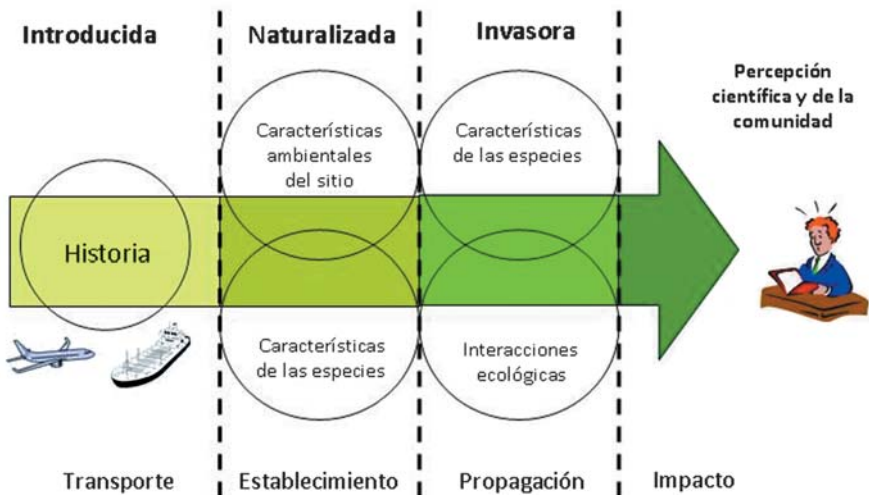 Introducida
Naturalizada
Invasora
Percepción
científica y de la
comunidad
Características
ambientales
del sitio
Características
de las especies
Historia
Características
de las especies
Interacciones
ecológicas
Transporte
Establecimiento
Propagación
Impacto